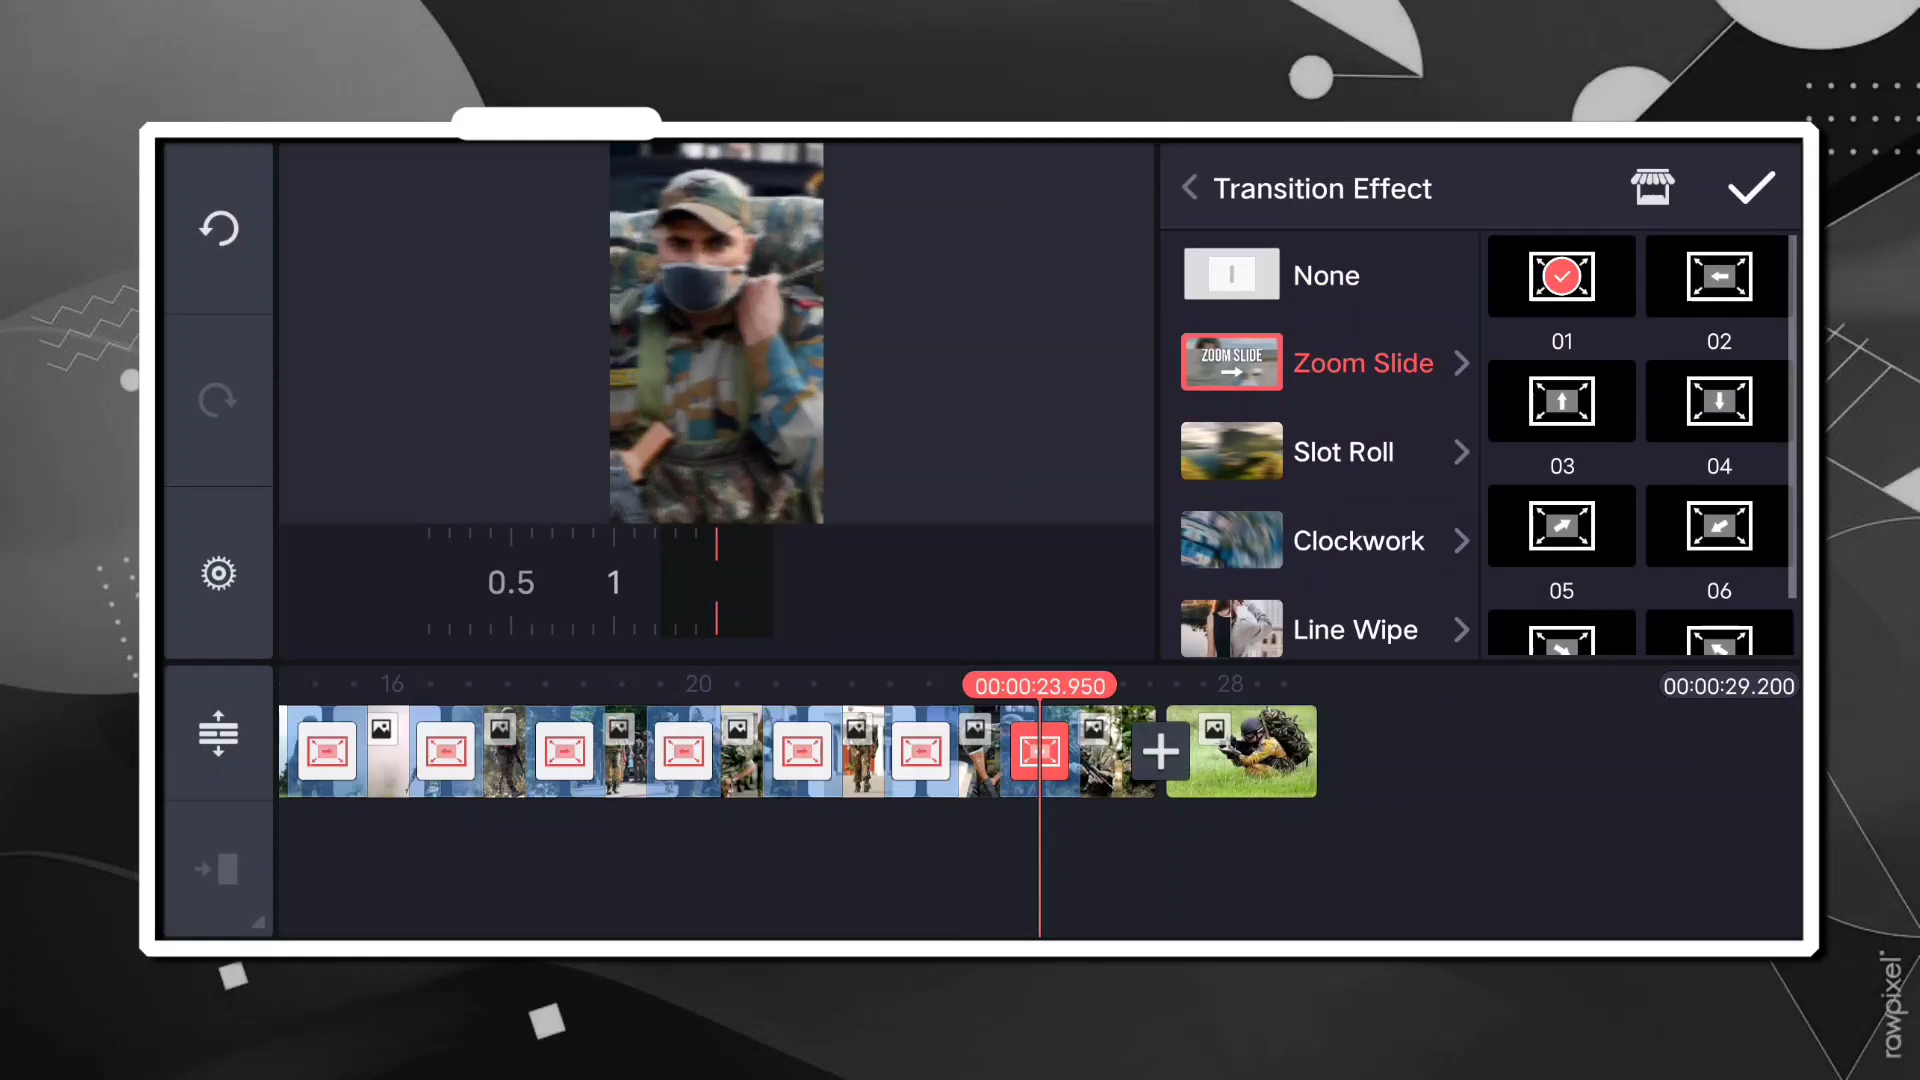 Transition Effect
None
ZOOM SLIDE
Zoom Slide
Slot Roll
Clockwork
Line Wipe
01
02
03
04
05
06
0.5
1
16
20
00:00:23.950
28
00:00:29.200
rawpixel